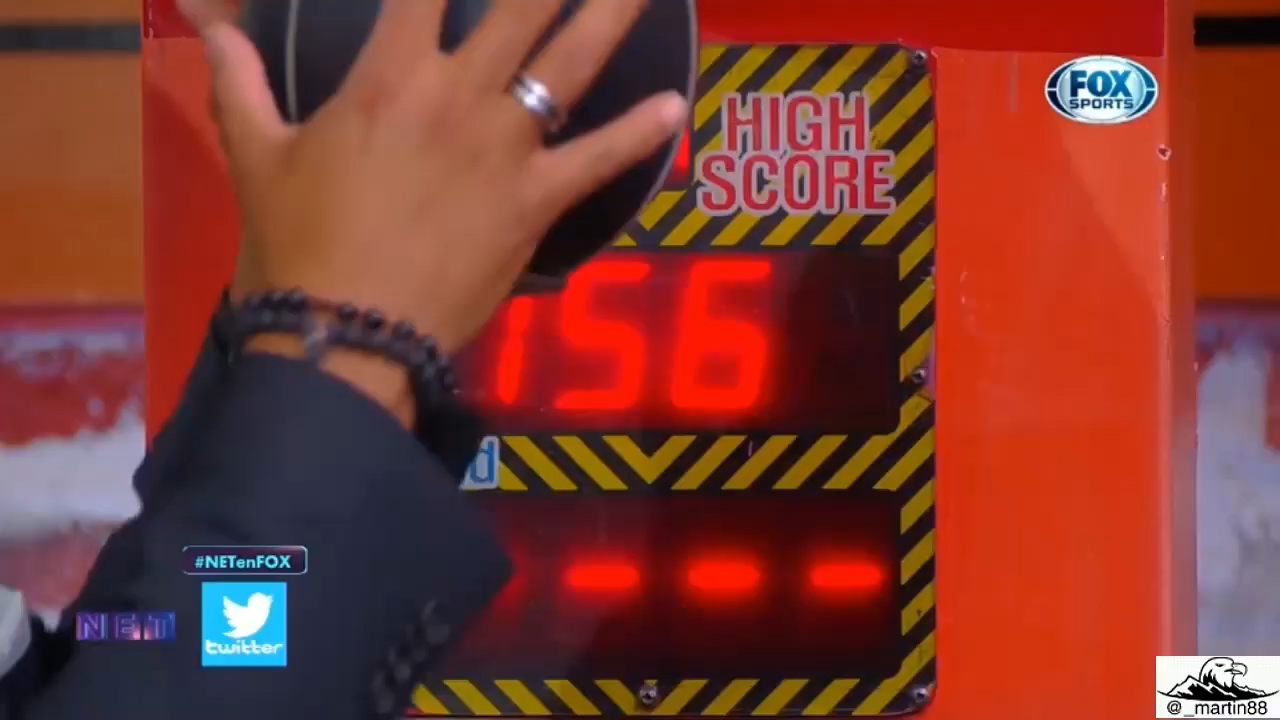 FOX
SPORTS
HIGH
SCORE
156
d
- - -
#NETenFOX
NET
twitter
@_martin88